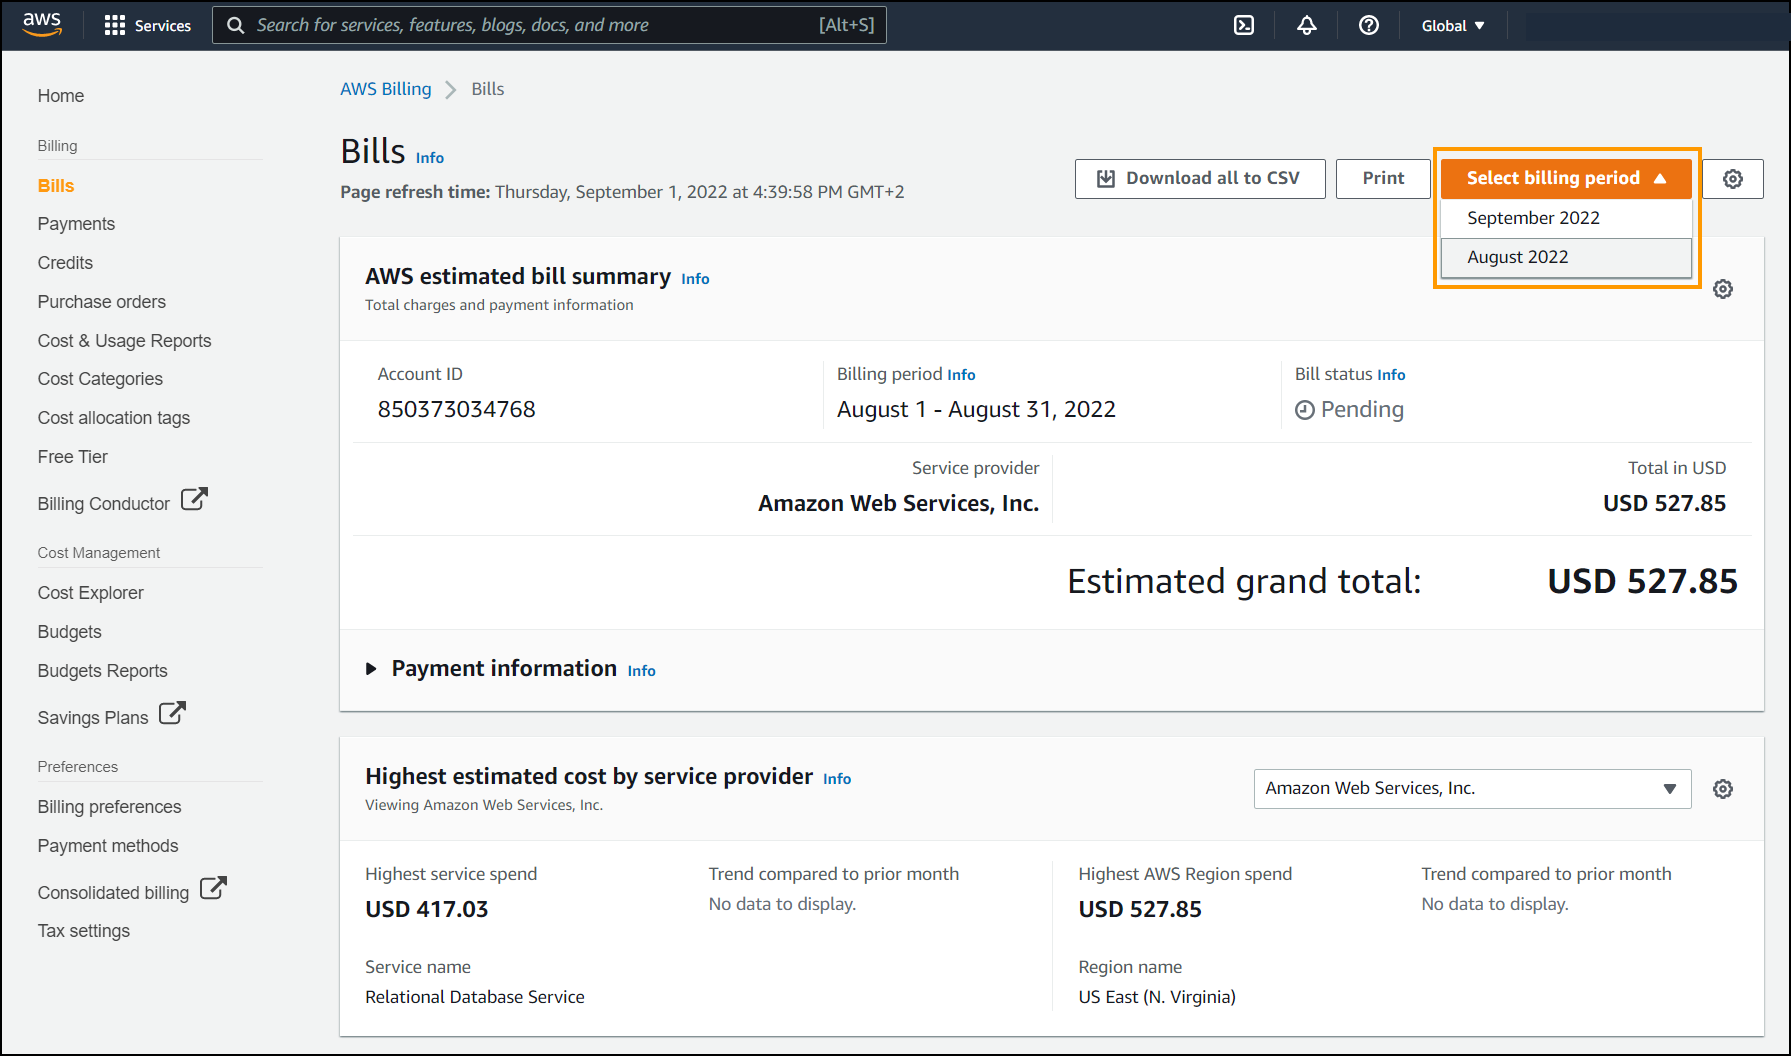 aws
Services
Search for services, features, blogs, docs, and more
[Alt+S]
Global
Home
Billing
Bills
Payments
Credits
Purchase orders
Cost & Usage Reports
Cost Categories
Cost allocation tags
Free Tier
Billing Conductor
Cost Management
Cost Explorer
Budgets
Budgets Reports
Savings Plans
Preferences
Billing preferences
Payment methods
Consolidated billing
Tax settings
AWS Billing
Bills
Bills Info
Page refresh time: Thursday, September 1, 2022 at 4:39:58 PM GMT+2
Download all to CSV
Print
Select billing period
September 2022
August 2022
AWS estimated bill summary Info
Total charges and payment information
Account ID
850373034768
Billing period Info
August 1 - August 31, 2022
Bill status Info
Pending
Service provider
Amazon Web Services, Inc.
Total in USD
USD 527.85
Estimated grand total:
USD 527.85
Payment information Info
Highest estimated cost by service provider Info
Viewing Amazon Web Services, Inc.
Amazon Web Services, Inc.
Highest service spend
USD 417.03
Trend compared to prior month
No data to display.
Service name
Relational Database Service
Highest AWS Region spend
USD 527.85
Trend compared to prior month
No data to display.
Region name
US East (N. Virginia)